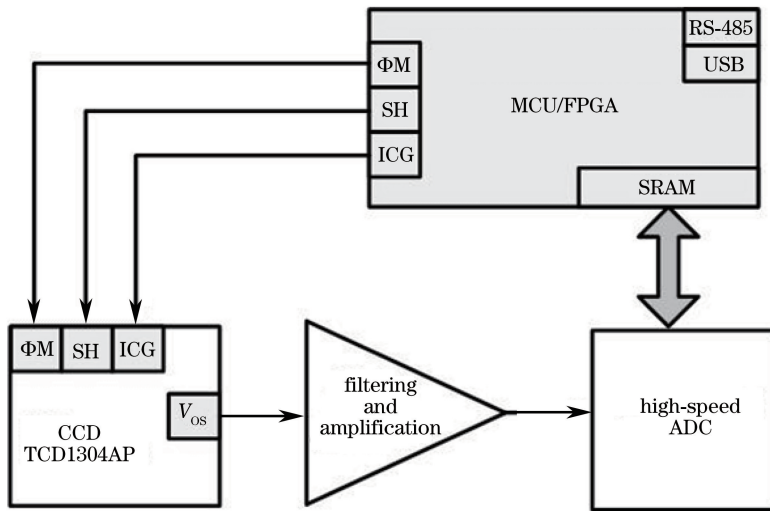 RS-485
USB
ΦM
SH
ICG
MCU/FPGA
SRAM
ΦM SH ICG
V_OS
CCD
TCD1304AP
filtering
and
amplification
high-speed
ADC